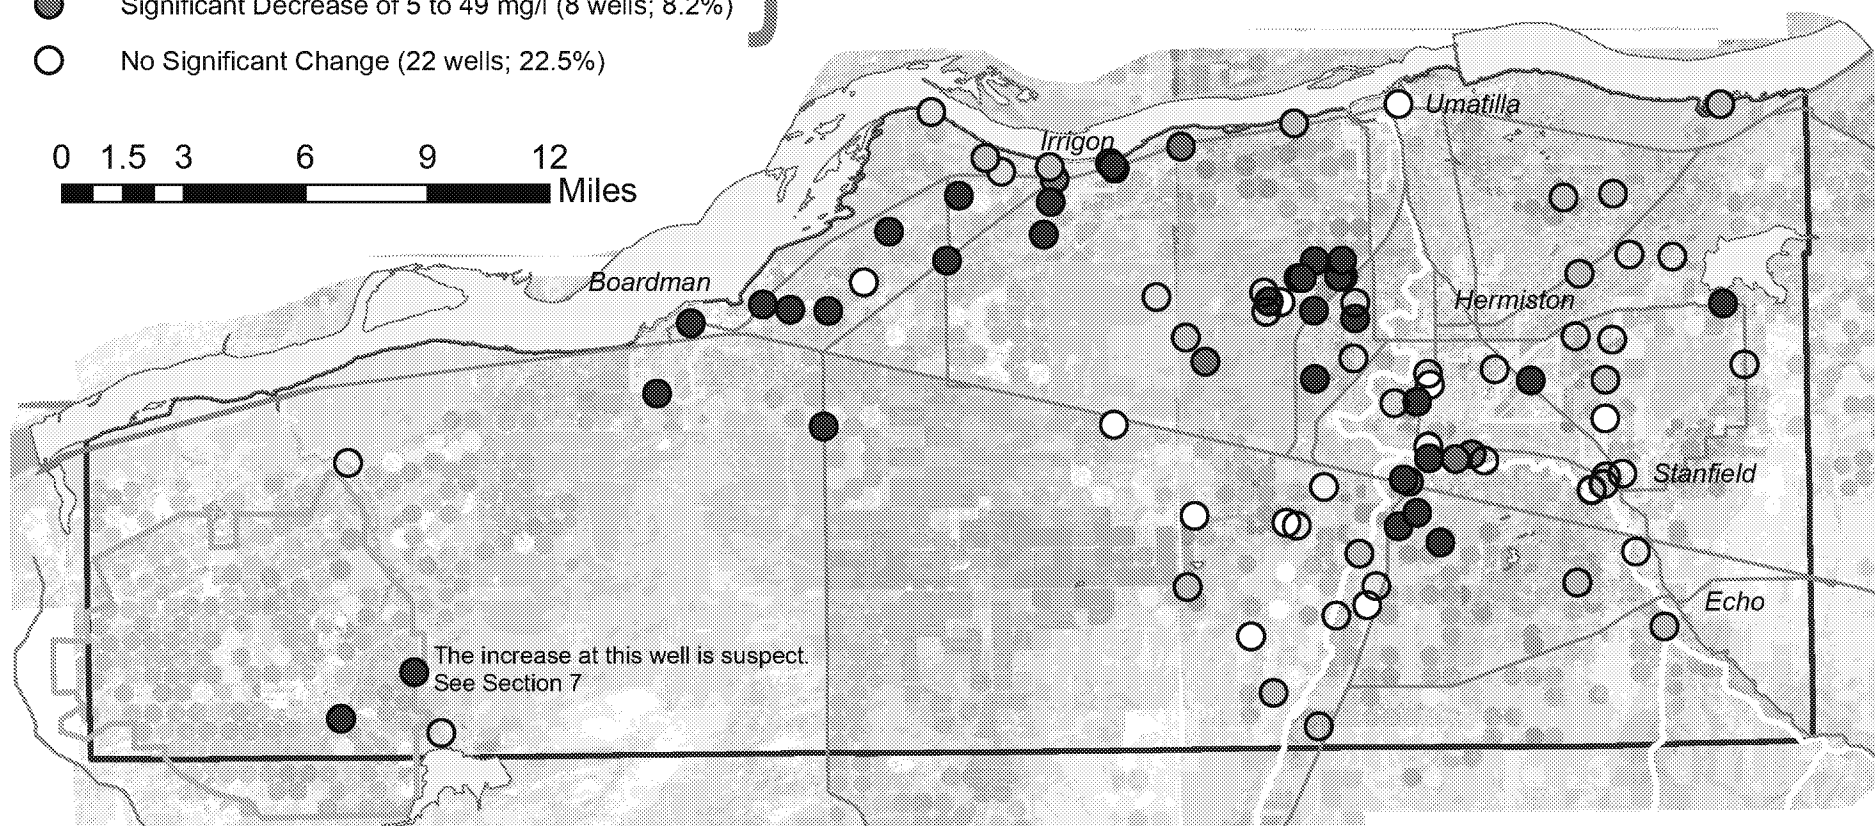 Significant Decrease of 5 to 49 mg/l (8 wells; 8.2%)
No Significant Change (22 wells; 22.5%)
0 1.5 3 6 9 12
Miles
Umatilla
Irrigon
Boardman
Hermiston
Stanfield
Echo
The increase at this well is suspect.
See Section 7